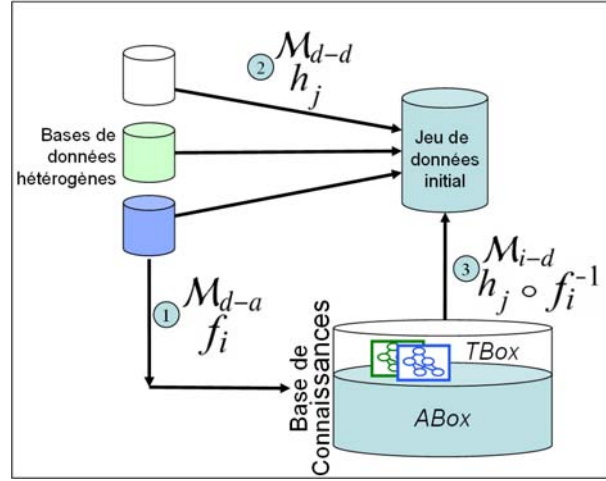 2 M_{d-d}
h_j
Bases de
données
hétérogènes
Jeu de
données
initial
1 M_{d-a}
f_i
3 M_{i-d}
h_j ∘ f_i^{-1}
Base de
Connaissances
TBox
ABox